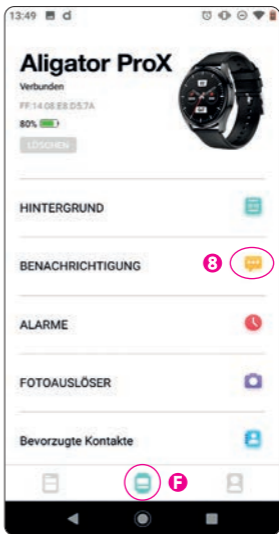 13:49 d
Aligator ProX
Verbunden
FF:14:08:E8:D5:7A
80%
LÖSCHEN
HINTERGRUND
BENACHRICHTIGUNG
8
ALARME
FOTOAUSLÖSER
Bevorzugte Kontakte
F